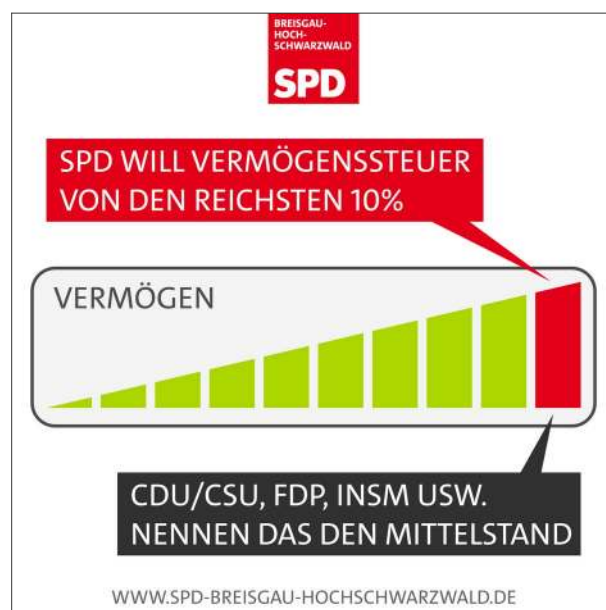 BREISGAU-
HOCH-
SCHWARZWALD
SPD
SPD WILL VERMÖGENSSTEUER
VON DEN REICHSTEN 10%
VERMÖGEN
CDU/CSU, FDP, INSM USW.
NENNEN DAS DEN MITTELSTAND
WWW.SPD-BREISGAU-HOCHSCHWARZWALD.DE